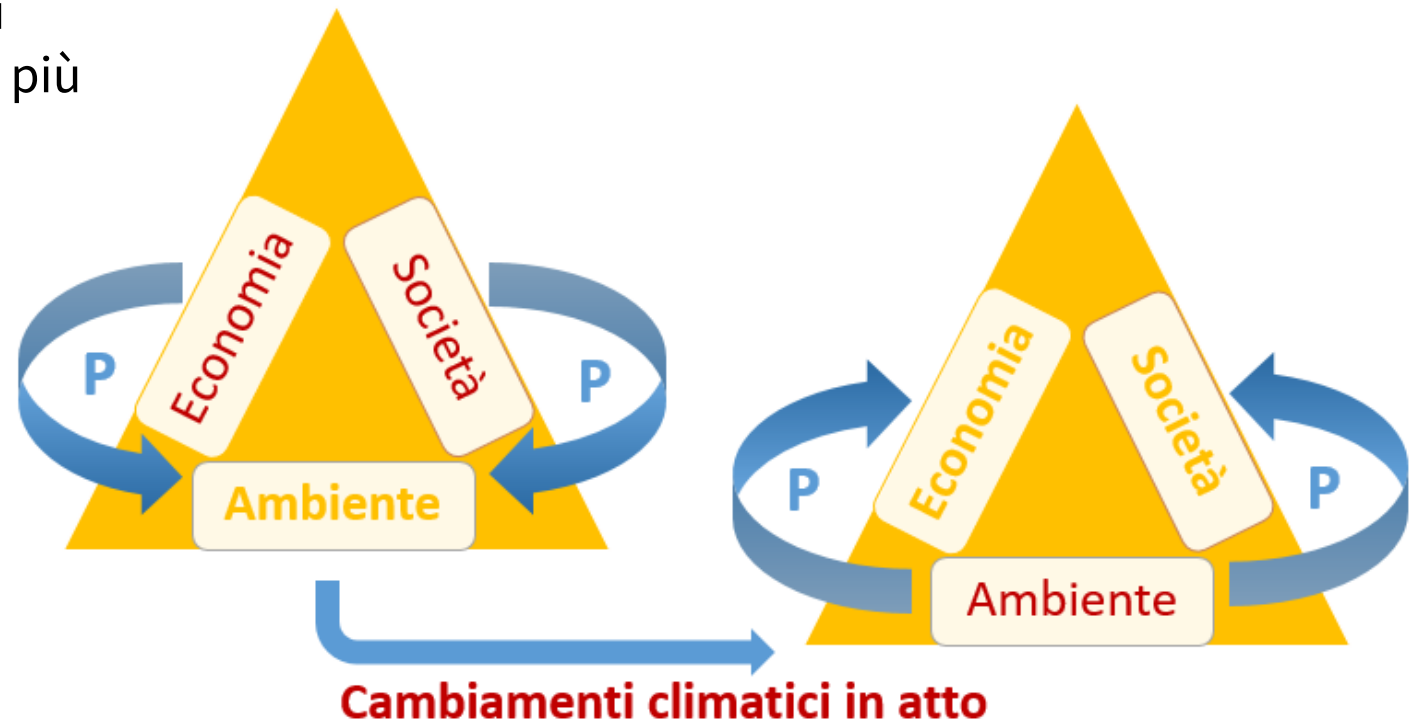 più
Economia
Società
P
P
Ambiente
Economia
Società
P
P
Ambiente
Cambiamenti climatici in atto